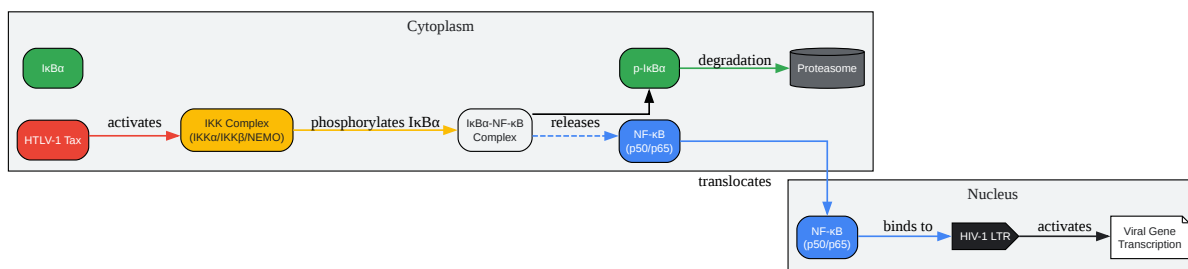 Cytoplasm
IκBα
p-IκBα
degradation
Proteasome
HTLV-1 Tax
activates
IKK Complex
(IKKα/IKKβ/NEMO)
phosphorylates IκBα
IκBα-NF-κB
Complex
releases
NF-κB
(p50/p65)
translocates
Nucleus
NF-κB
(p50/p65)
binds to
HIV-1 LTR
activates
Viral Gene
Transcription